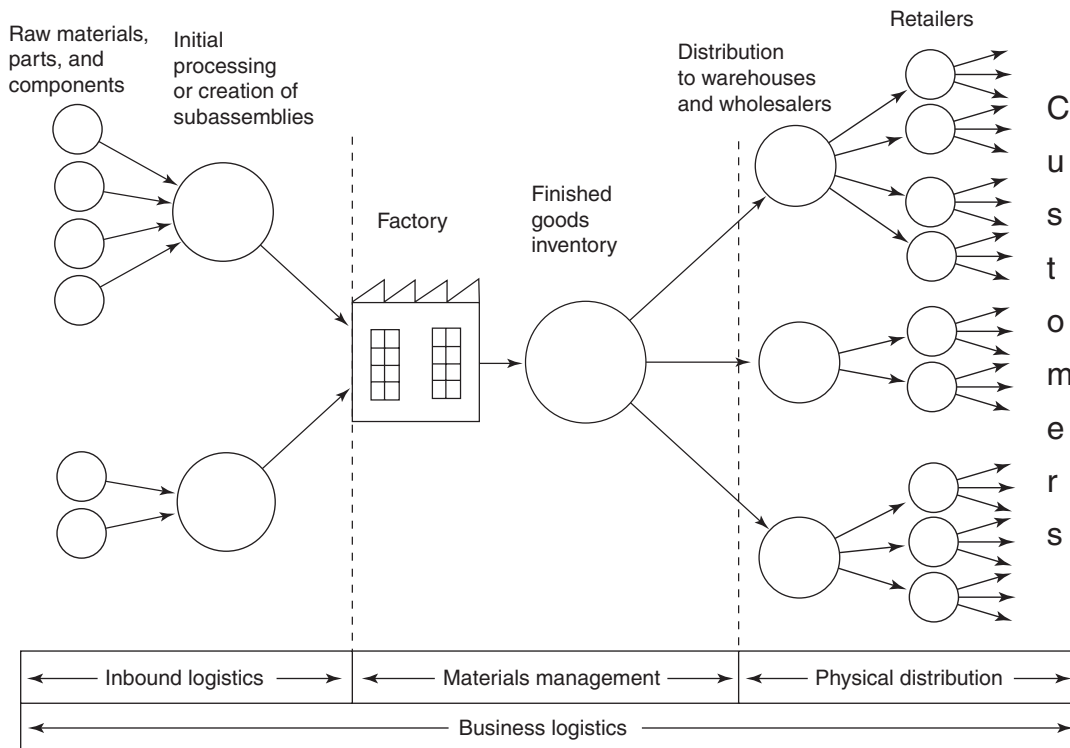 Raw materials,
parts, and
components
Initial
processing
or creation of
subassemblies
Factory
Finished
goods
inventory
Distribution
to warehouses
and wholesalers
Retailers
Customers
Inbound logistics
Materials management
Physical distribution
Business logistics